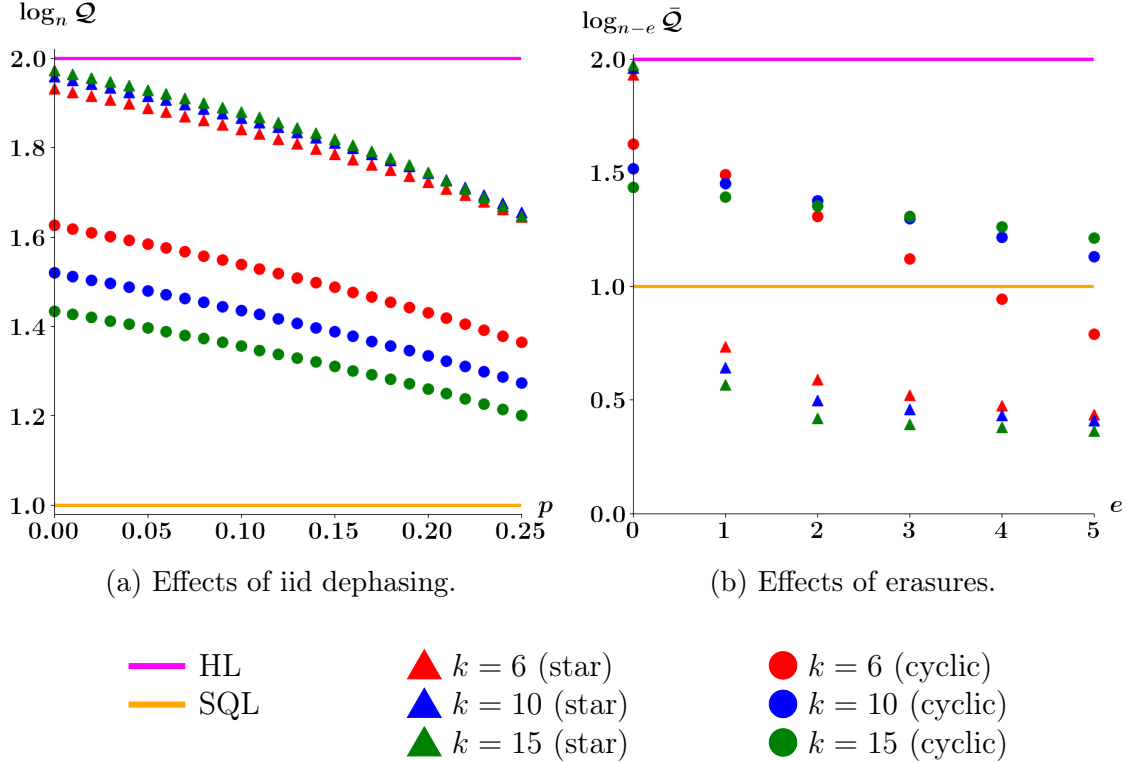 log_n 𝒬
2.0
1.8
1.6
1.4
1.2
1.0
0.00 0.05 0.10 0.15 0.20 0.25
p
(a) Effects of iid dephasing.
log_{n−e} 𝒬̄
2.0
1.5
1.0
0.5
0.0
0 1 2 3 4 5
e
(b) Effects of erasures.
HL
SQL
k = 6 (star)
k = 10 (star)
k = 15 (star)
k = 6 (cyclic)
k = 10 (cyclic)
k = 15 (cyclic)